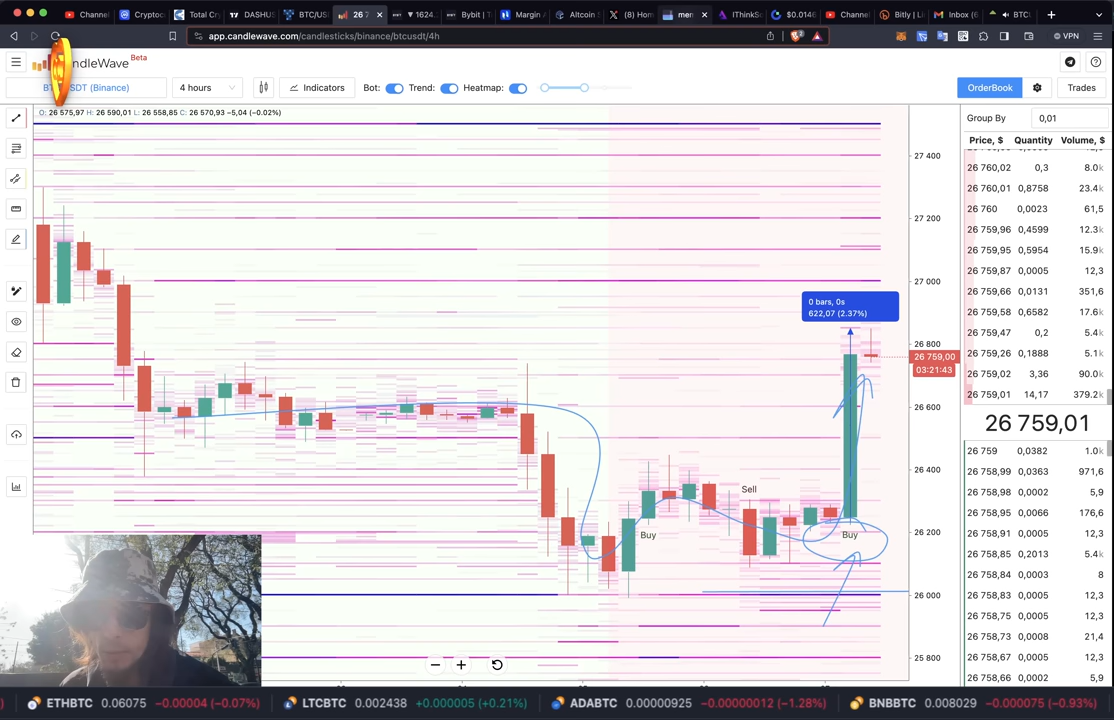 Channel
Cryptoc
Total Cry
DASHUS
BTC/US
26 7
▼ 1624.
Bybit | T
Margin A
Altcoin S
(8) Hom
men
IThinkSo
$0.0146
Channel
Bitly | Li
Inbox (6
BTCU
app.candlewave.com/candlesticks/binance/btcusdt/4h
VPN
ndleWave Beta
BT SDT (Binance)
4 hours
Indicators
Bot:
Trend:
Heatmap:
OrderBook
Trades
O: 26 575,97 H: 26 590,01 L: 26 558,85 C: 26 570,93 −5,04 (−0.02%)
Group By
0,01
Price, $ Quantity Volume, $
26 760,02 0,3 8.0k
26 760,01 0,8758 23.4k
26 760 0,0023 61,5
26 759,96 0,4599 12.3k
26 759,95 0,5954 15.9k
26 759,87 0,0005 12,3
26 759,66 0,0131 351,6
26 759,58 0,6582 17.6k
26 759,47 0,2 5.4k
26 759,26 0,1888 5.1k
26 759,02 3,36 90.0k
26 759,01 14,17 379.2k
26 759,01
26 759 0,0382 1.0k
26 758,99 0,0363 971,6
26 758,98 0,0002 5,9
26 758,95 0,0066 176,6
26 758,91 0,0005 12,3
26 758,85 0,2013 5.4k
26 758,84 0,0003 8
26 758,83 0,0005 12,3
26 758,75 0,0005 12,3
26 758,73 0,0008 21,4
26 758,67 0,0005 12,3
26 758,66 0,0002 5,9
27 400
27 200
27 000
26 800
26 759,00
03:21:43
26 600
26 400
26 200
26 000
25 800
0 bars, 0s
622,07 (2.37%)
Sell
Buy
Buy
ETHBTC 0.06075 −0.00004 (−0.07%)
LTCBTC 0.002438 +0.000005 (+0.21%)
ADABTC 0.00000925 −0.00000012 (−1.28%)
BNBBTC 0.008029 −0.000075 (−0.93%)